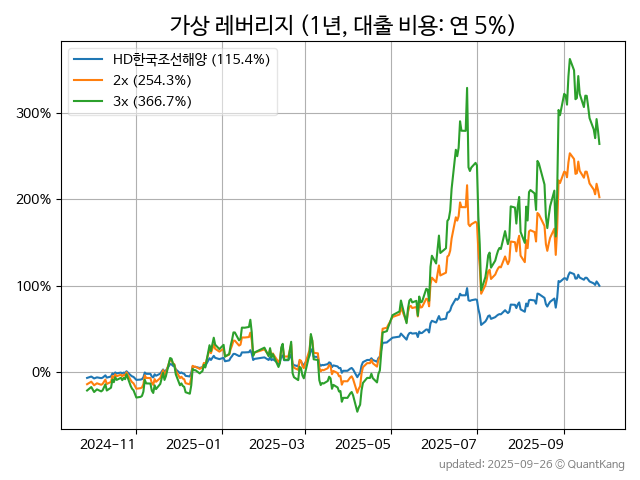 가상 레버리지 (1년, 대출 비용: 연 5%)
HD한국조선해양 (115.4%)
2x (254.3%)
3x (366.7%)
300%
200%
100%
0%
2024-11
2025-01
2025-03
2025-05
2025-07
2025-09
updated: 2025-09-26 © QuantKang